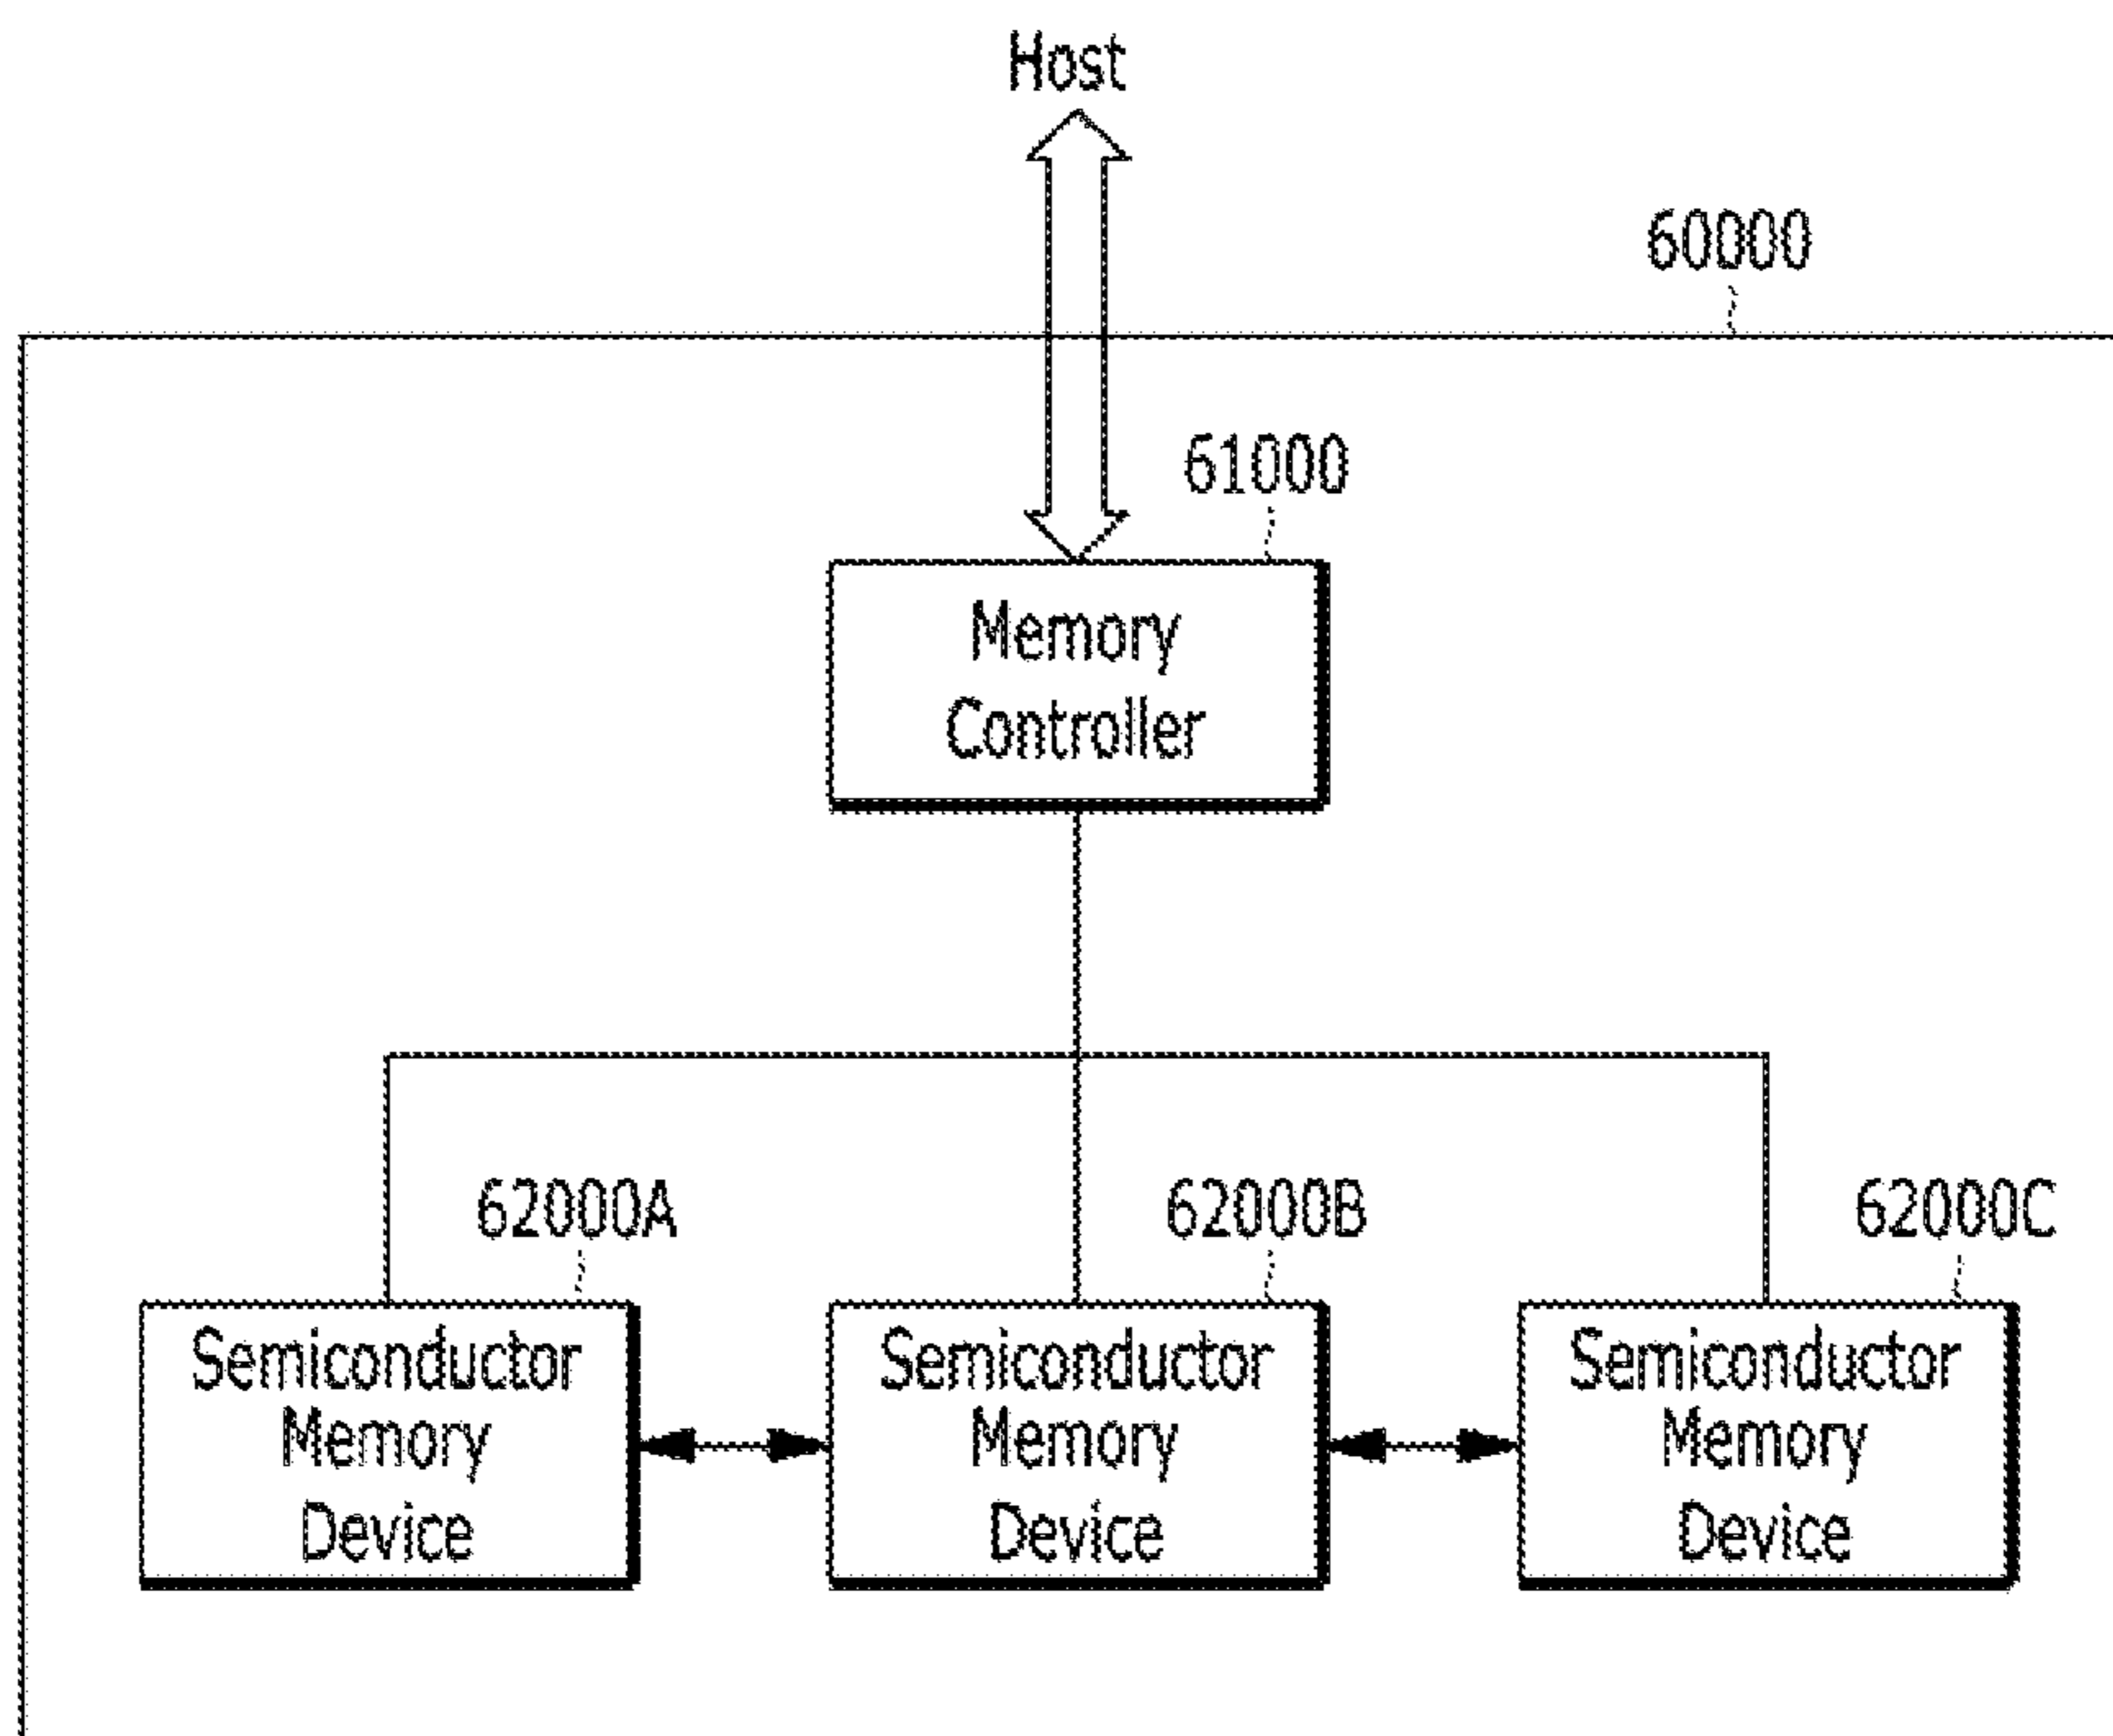 Host
60000
61000
Memory
Controller
62000A
62000B
62000C
Semiconductor
Memory
Device
Semiconductor
Memory
Device
Semiconductor
Memory
Device